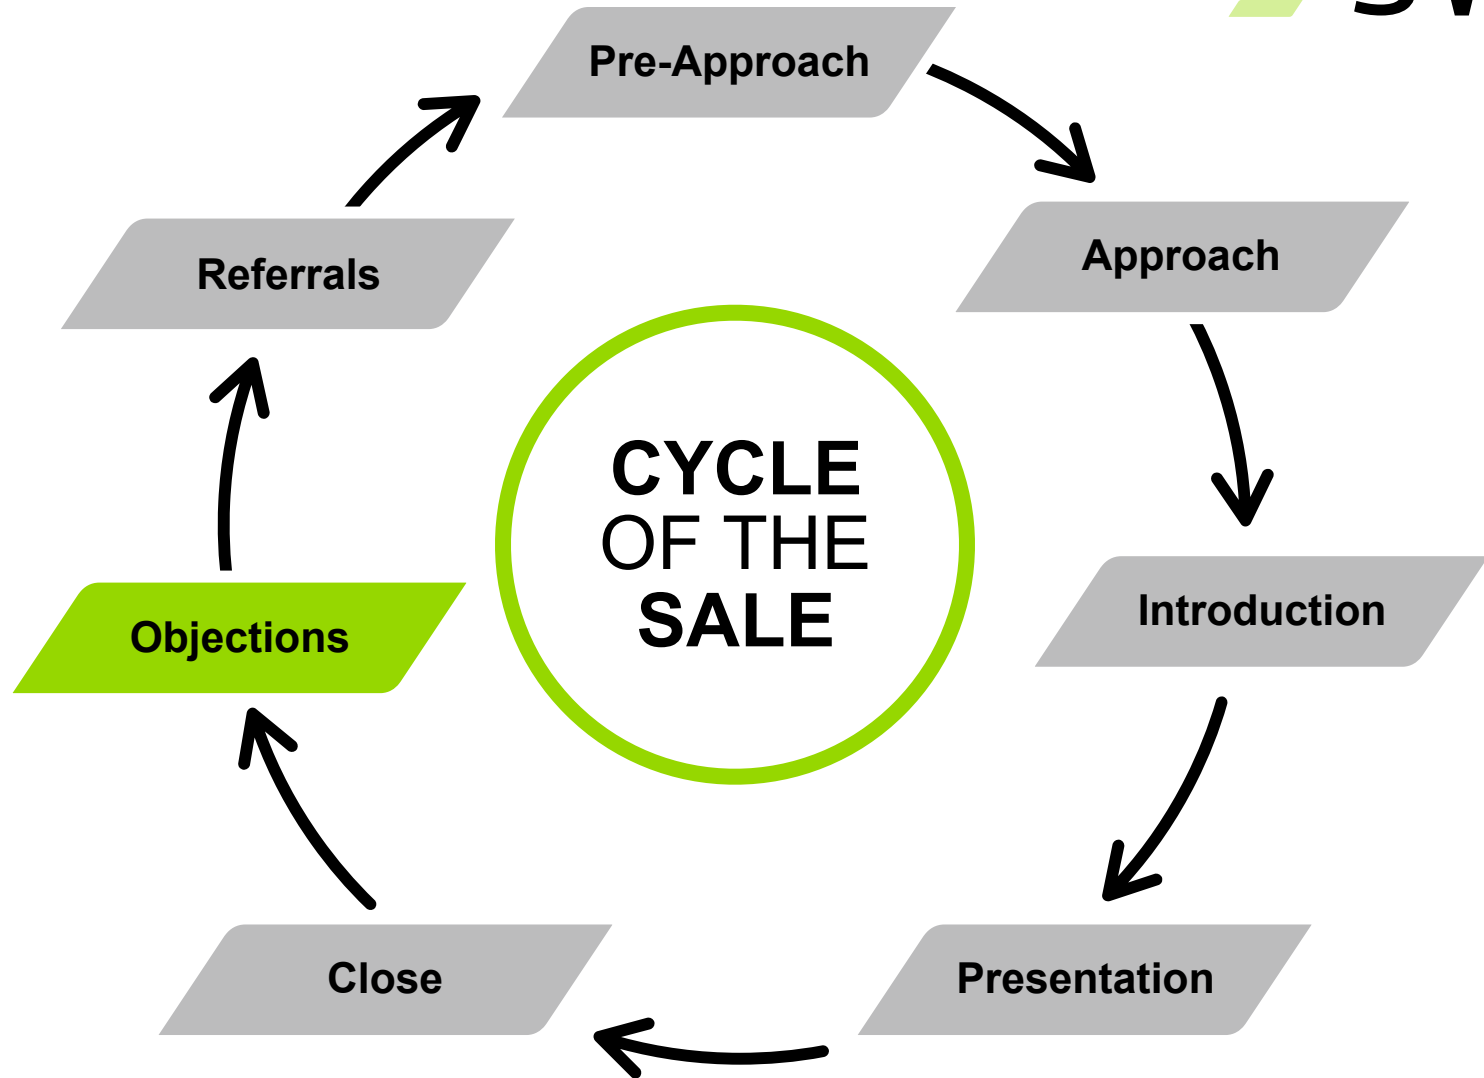 Pre-Approach
Approach
Referrals
CYCLE
OF THE
SALE
Introduction
Objections
Close
Presentation